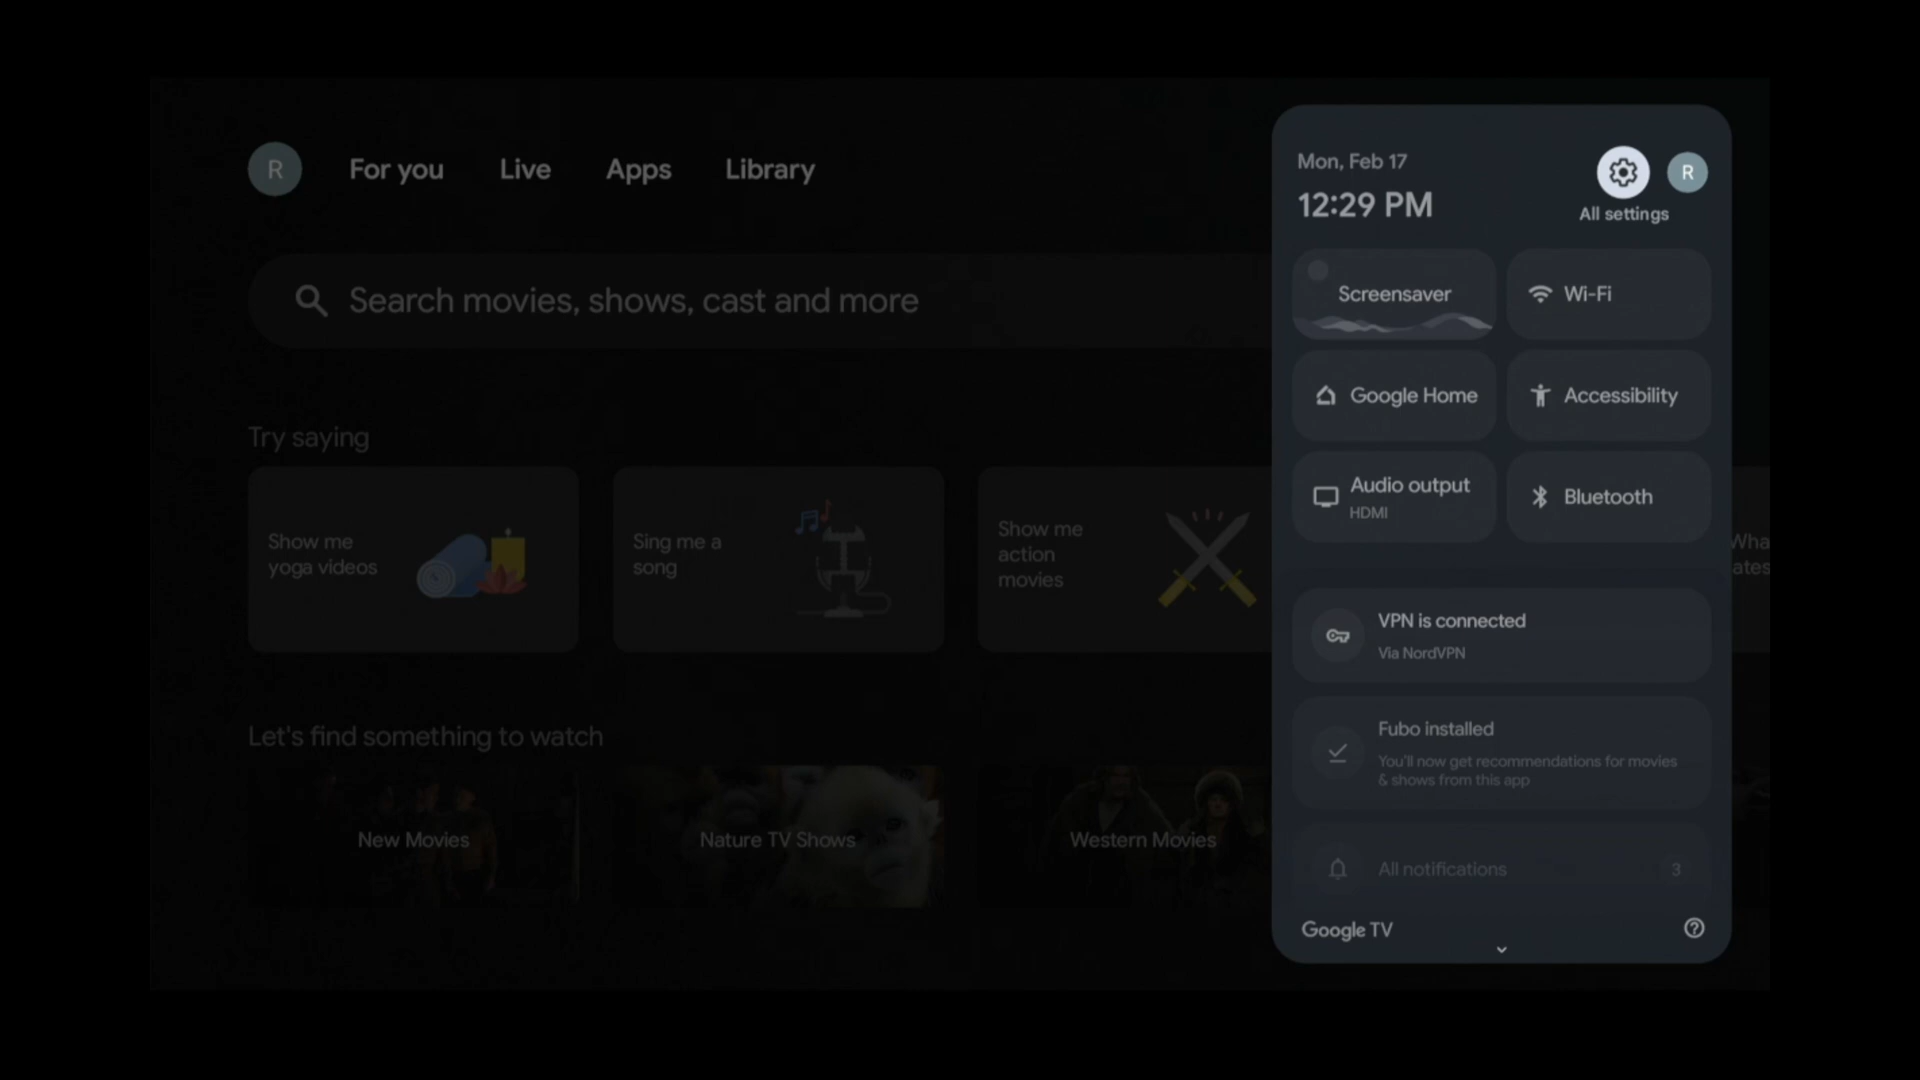 R
For you
Live
Apps
Library
Search movies, shows, cast and more
Try saying
Show me
yoga videos
Sing me a
song
Show me
action
movies
Wha
ates
Let's find something to watch
New Movies
Nature TV Shows
Western Movies
Mon, Feb 17
12:29 PM
R
All settings
Screensaver
Wi-Fi
Google Home
Accessibility
Audio output
HDMI
Bluetooth
VPN is connected
Via NordVPN
Fubo installed
You'll now get recommendations for movies
& shows from this app
All notifications
3
Google TV